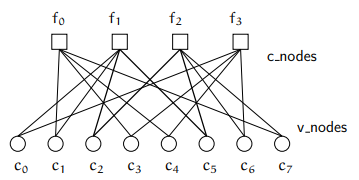 f₀ f₁ f₂ f₃
c_nodes
v_nodes
c₀ c₁ c₂ c₃ c₄ c₅ c₆ c₇